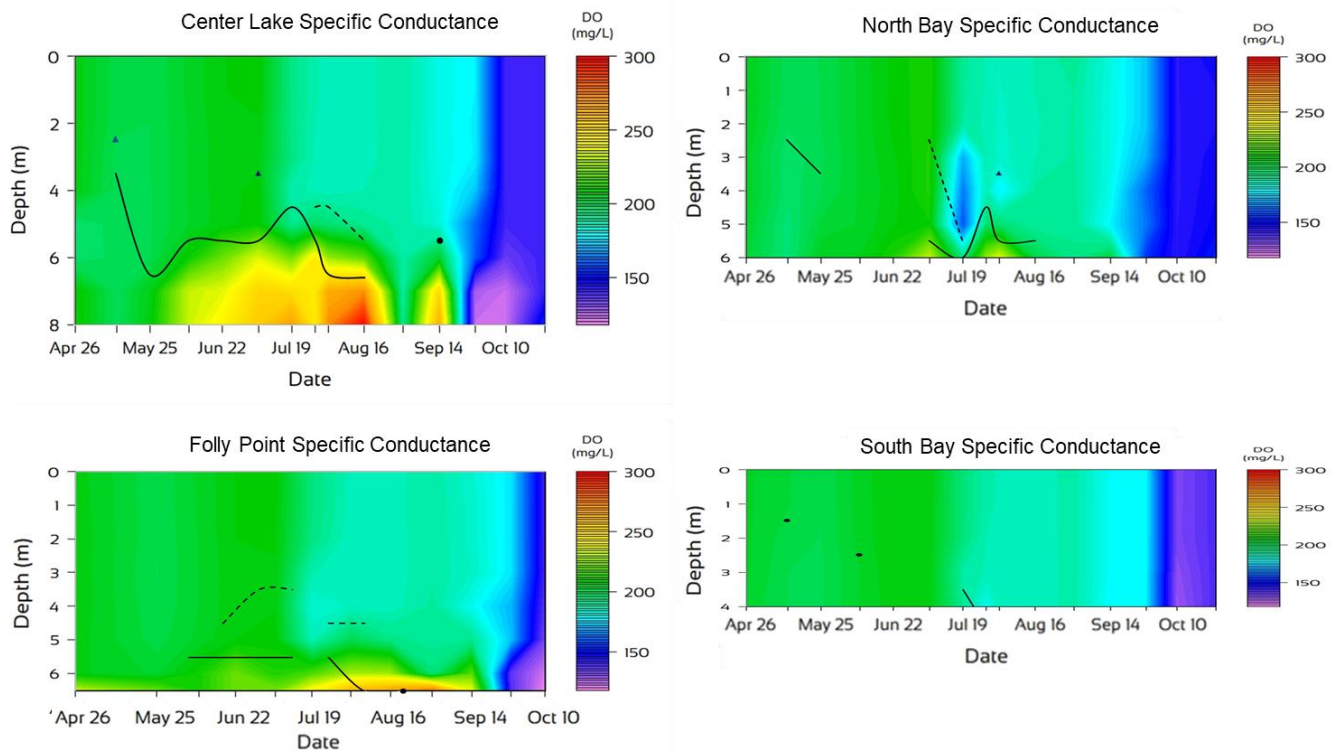 Center Lake Specific Conductance
DO
(mg/L)
0
2
4
6
8
Depth (m)
300
250
200
150
Apr 26 May 25 Jun 22 Jul 19 Aug 16 Sep 14 Oct 10
Date
North Bay Specific Conductance
DO
(mg/L)
0
1
2
3
4
5
6
Depth (m)
300
250
200
150
Apr 26 May 25 Jun 22 Jul 19 Aug 16 Sep 14 Oct 10
Date
Folly Point Specific Conductance
DO
(mg/L)
0
1
2
3
4
5
6
Depth (m)
300
250
200
150
Apr 26 May 25 Jun 22 Jul 19 Aug 16 Sep 14 Oct 10
Date
South Bay Specific Conductance
DO
(mg/L)
0
1
2
3
4
Depth (m)
300
250
200
150
Apr 26 May 25 Jun 22 Jul 19 Aug 16 Sep 14 Oct 10
Date